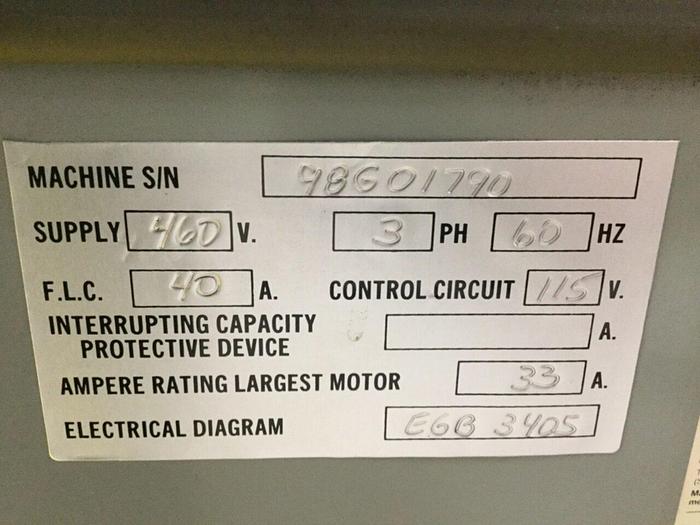 MACHINE S/N 98G01790
SUPPLY 460 V. 3 PH 60 HZ
F.L.C. 40 A. CONTROL CIRCUIT 115 V.
INTERRUPTING CAPACITY
PROTECTIVE DEVICE A.
AMPERE RATING LARGEST MOTOR 33 A.
ELECTRICAL DIAGRAM EGB 3405